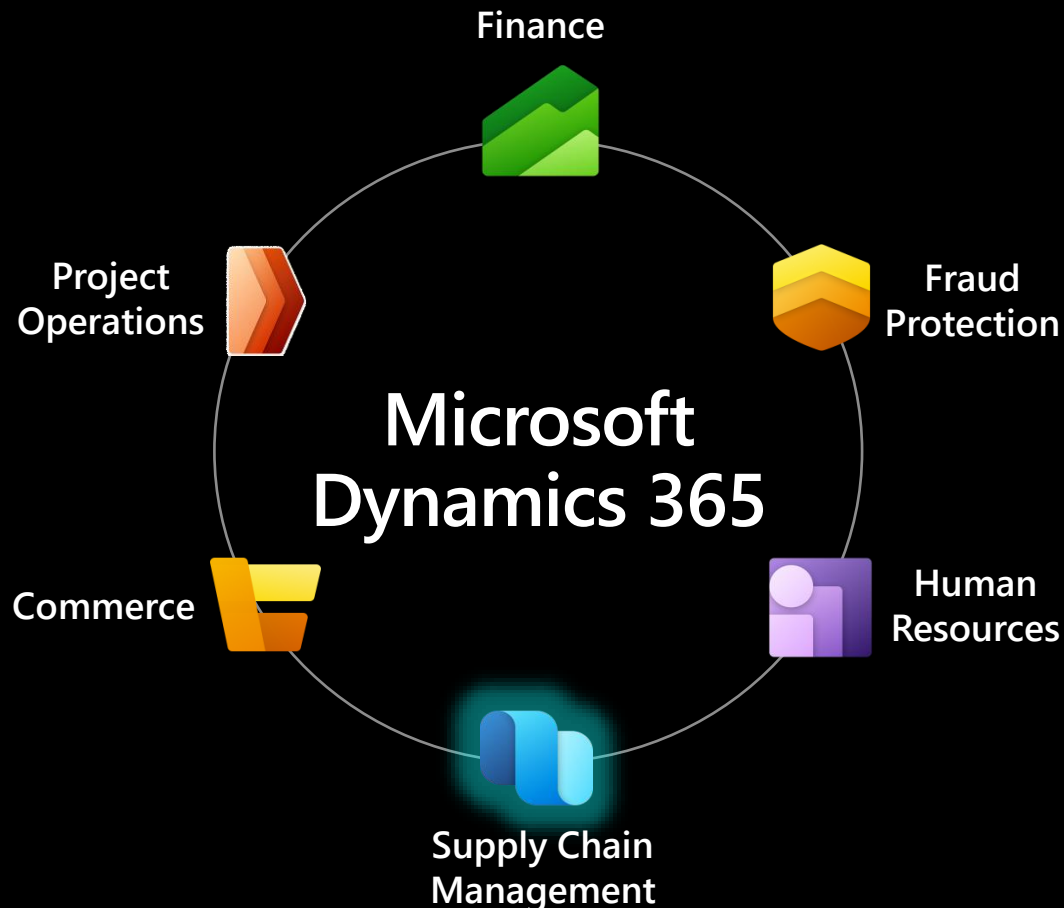 Finance
Project
Operations
Fraud
Protection
Microsoft
Dynamics 365
Commerce
Human
Resources
Supply Chain
Management